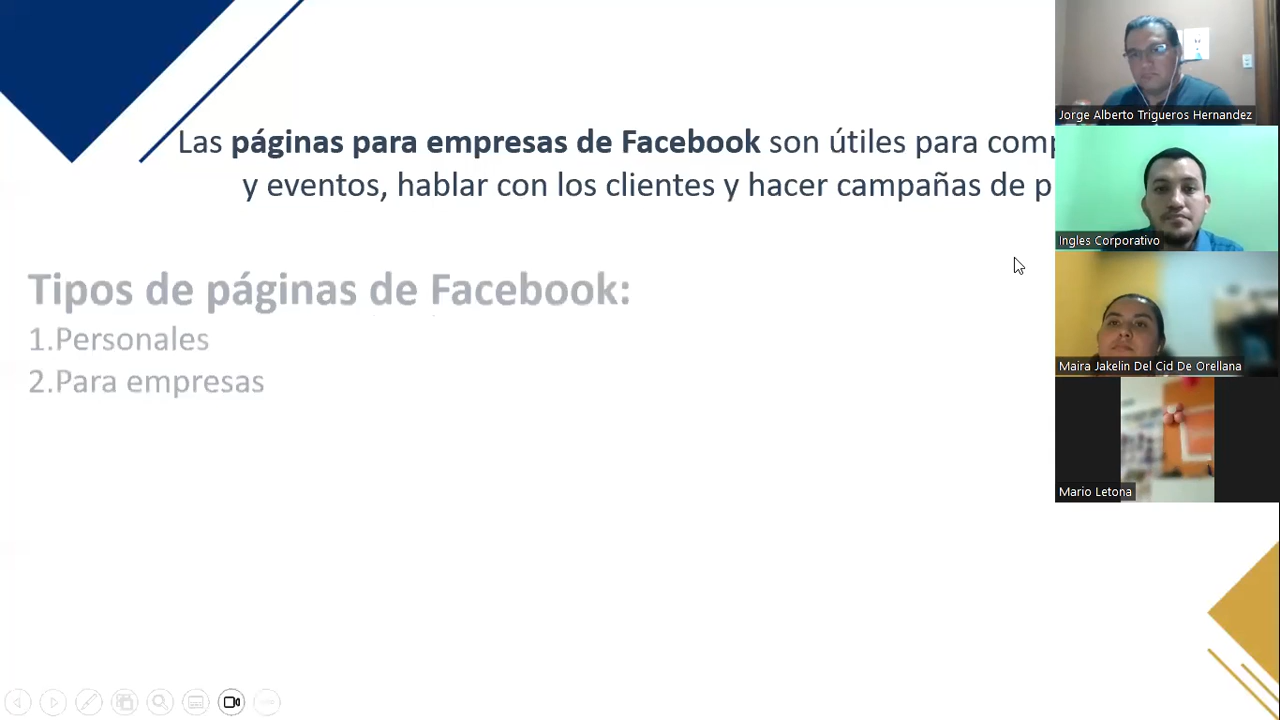 Las páginas para empresas de Facebook son útiles para
y eventos, hablar con los clientes y hacer campañas de
Tipos de páginas de Facebook:
1.Personales
2.Para empresas
Jorge Alberto Trigueros Hernandez
Ingles Corporativo
Maira Jakelin Del Cid De Orellana
Mario Letona